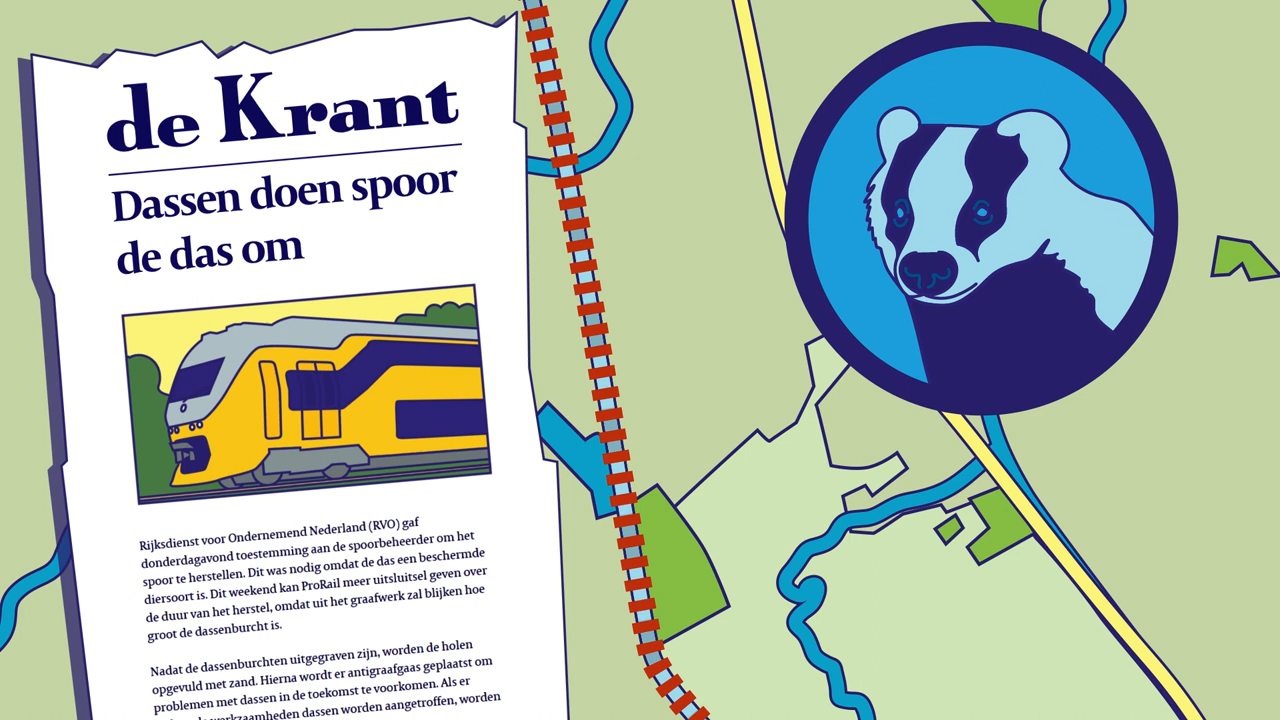 de Krant
Dassen doen spoor
de das om
Rijksdienst voor Ondernemend Nederland (RVO) gaf
donderdagavond toestemming aan de spoorbeheerder om het
spoor te herstellen. Dit was nodig omdat de das een beschermde
diersoort is. Dit weekend kan ProRail meer uitsluitsel geven over
de duur van het herstel, omdat uit het graafwerk zal blijken hoe
groot de dassenburcht is.
Nadat de dassenburchten uitgegraven zijn, worden de holen
opgevuld met zand. Hierna wordt er antigraafgaas geplaatst om
problemen met dassen in de toekomst te voorkomen. Als er
werkzaamheden dassen worden aangetroffen, worden